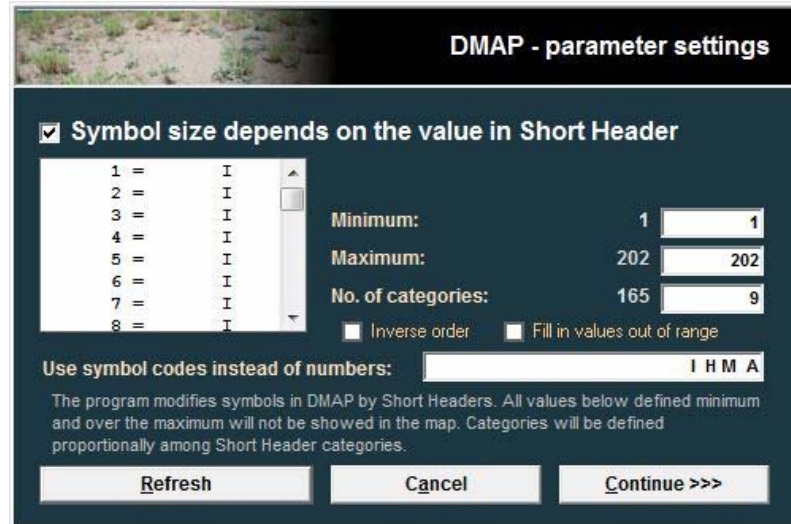 DMAP - parameter settings
Symbol size depends on the value in Short Header
1 = I
2 = I
3 = I
4 = I
5 = I
6 = I
7 = I
8 = I
Minimum: 1 1
Maximum: 202 202
No. of categories: 165 9
Inverse order Fill in values out of range
Use symbol codes instead of numbers: I H M A
The program modifies symbols in DMAP by Short Headers. All values below defined minimum
and over the maximum will not be showed in the map. Categories will be defined
proportionally among Short Header categories.
Refresh Cancel Continue >>>